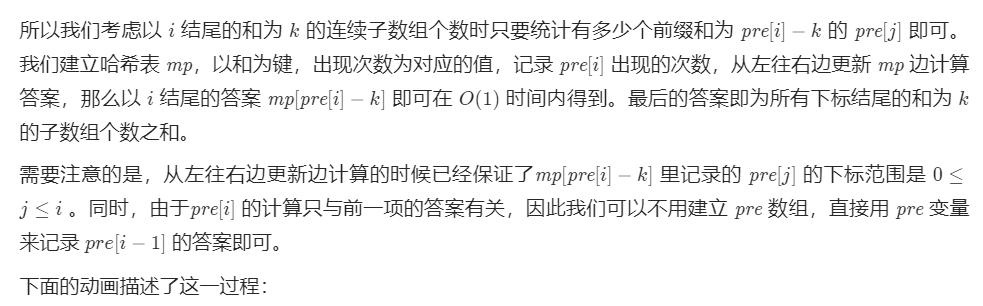 所以我们考虑以 i 结尾的和为 k 的连续子数组个数时只要统计有多少个前缀和为 pre[i] − k 的 pre[j] 即可。
我们建立哈希表 mp，以和为键，出现次数为对应的值，记录 pre[i] 出现的次数，从左往右边更新 mp 边计算
答案，那么以 i 结尾的答案 mp[pre[i] − k] 即可在 O(1) 时间内得到。最后的答案即为所有下标结尾的和为 k
的子数组个数之和。
需要注意的是，从左往右边更新边计算的时候已经保证了mp[pre[i] − k] 里记录的 pre[j] 的下标范围是 0 ≤
j ≤ i 。同时，由于pre[i] 的计算只与前一项的答案有关，因此我们可以不用建立 pre 数组，直接用 pre 变量
来记录 pre[i − 1] 的答案即可。
下面的动画描述了这一过程：